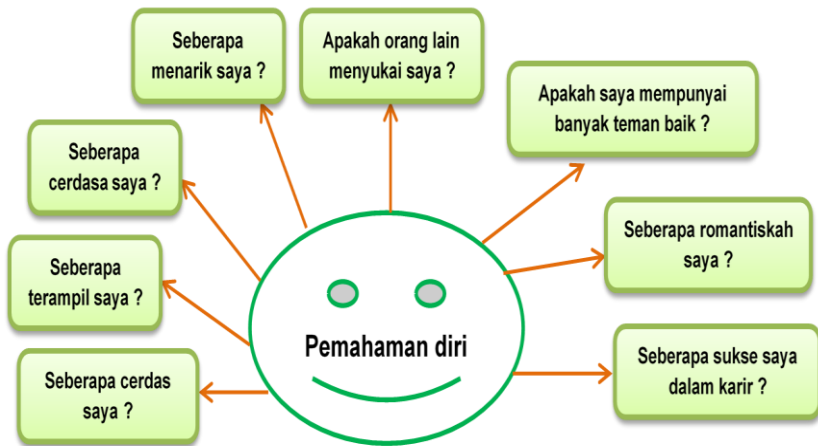 Seberapa
menarik saya ?
Apakah orang lain
menyukai saya ?
Apakah saya mempunyai
banyak teman baik ?
Seberapa
cerdasa saya ?
Seberapa romantiskah
saya ?
Seberapa
terampil saya ?
Pemahaman diri
Seberapa cerdas
saya ?
Seberapa sukse saya
dalam karir ?